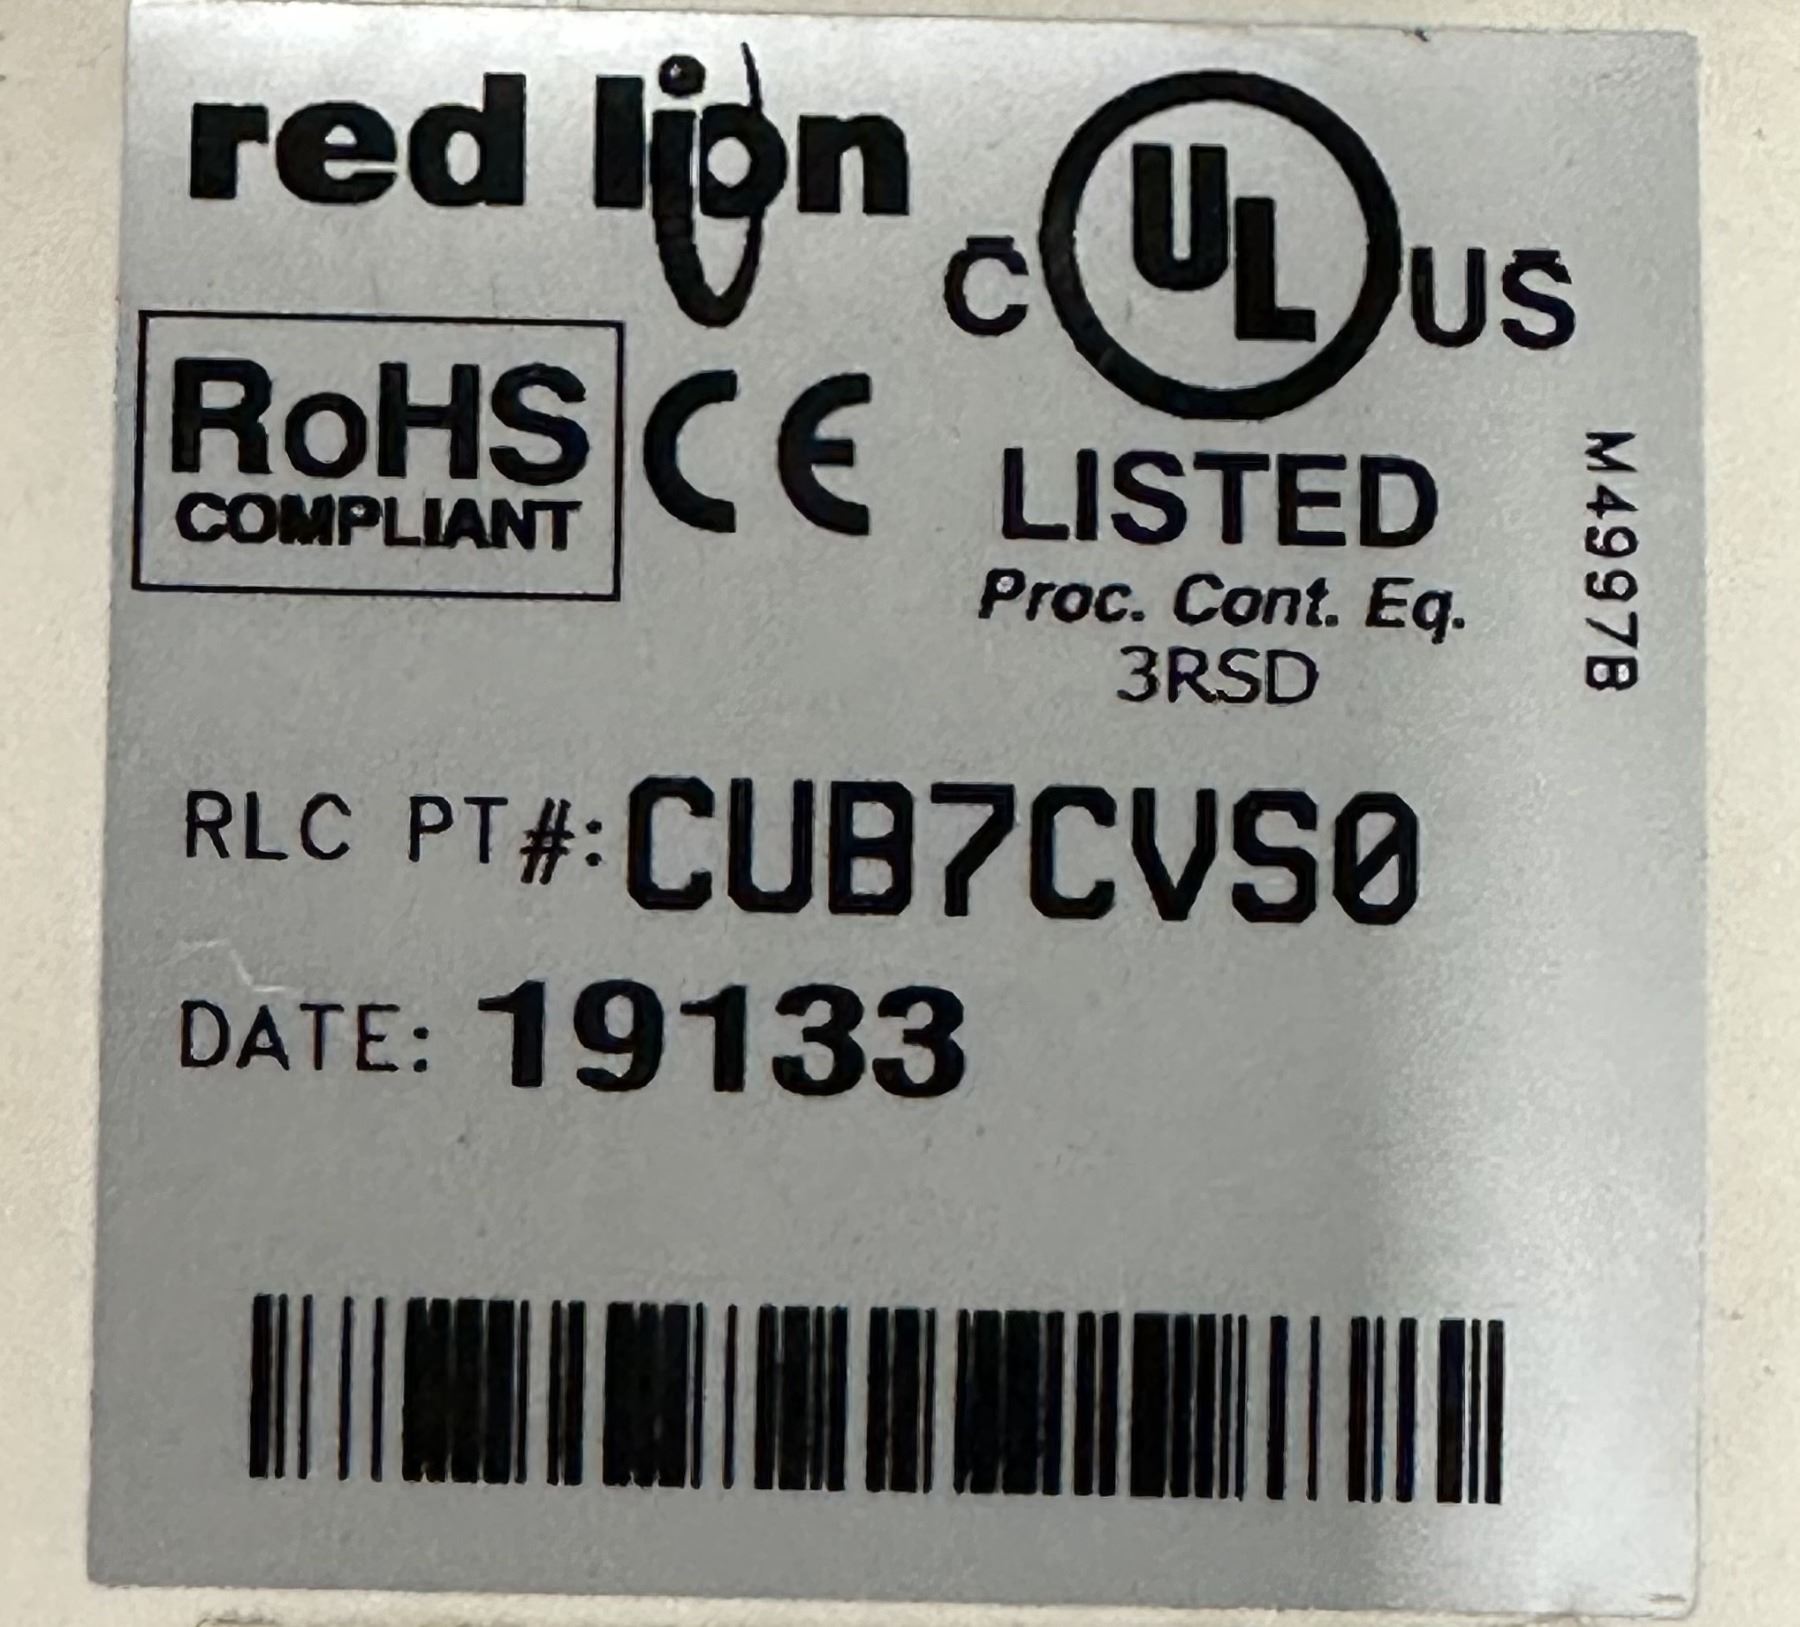 red lion
C UL US
RoHS
COMPLIANT
CE
LISTED
Proc. Cont. Eq.
3RSD
M4997B
RLC PT#: CUB7CVS0
DATE: 19133